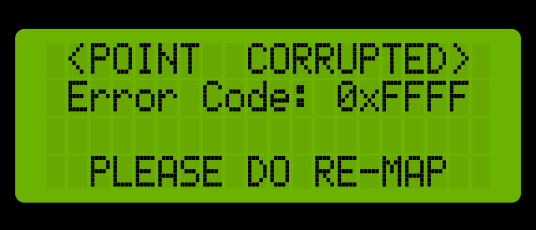 <POINT  CORRUPTED>
Error Code: 0xFFFF
PLEASE DO RE-MAP